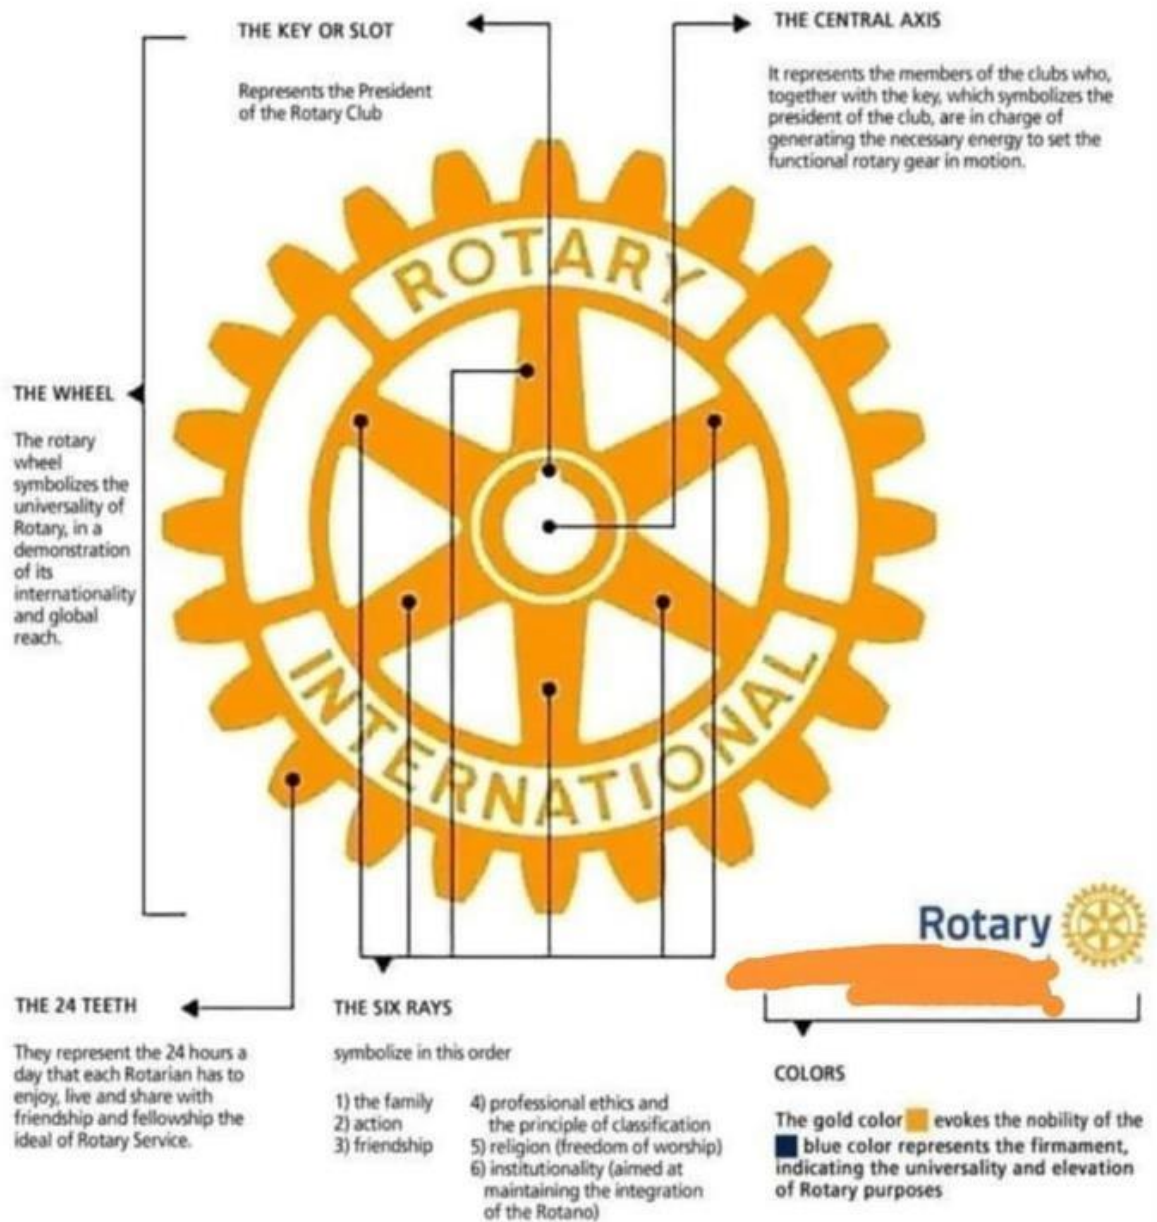 THE KEY OR SLOT
Represents the President
of the Rotary Club
THE CENTRAL AXIS
It represents the members of the clubs who,
together with the key, which symbolizes the
president of the club, are in charge of
generating the necessary energy to set the
functional rotary gear in motion.
ROTARY
INTERNATIONAL
THE WHEEL
The rotary
wheel
symbolizes the
universality of
Rotary, in a
demonstration
of its
internationality
and global
reach.
Rotary
THE 24 TEETH
They represent the 24 hours a
day that each Rotarian has to
enjoy, live and share with
friendship and fellowship the
ideal of Rotary Service.
THE SIX RAYS
symbolize in this order
1) the family
2) action
3) friendship
4) professional ethics and
the principle of classification
5) religion (freedom of worship)
6) institutionality (aimed at
maintaining the integration
of the Rotano)
COLORS
The gold color evokes the nobility of the
blue color represents the firmament,
indicating the universality and elevation
of Rotary purposes